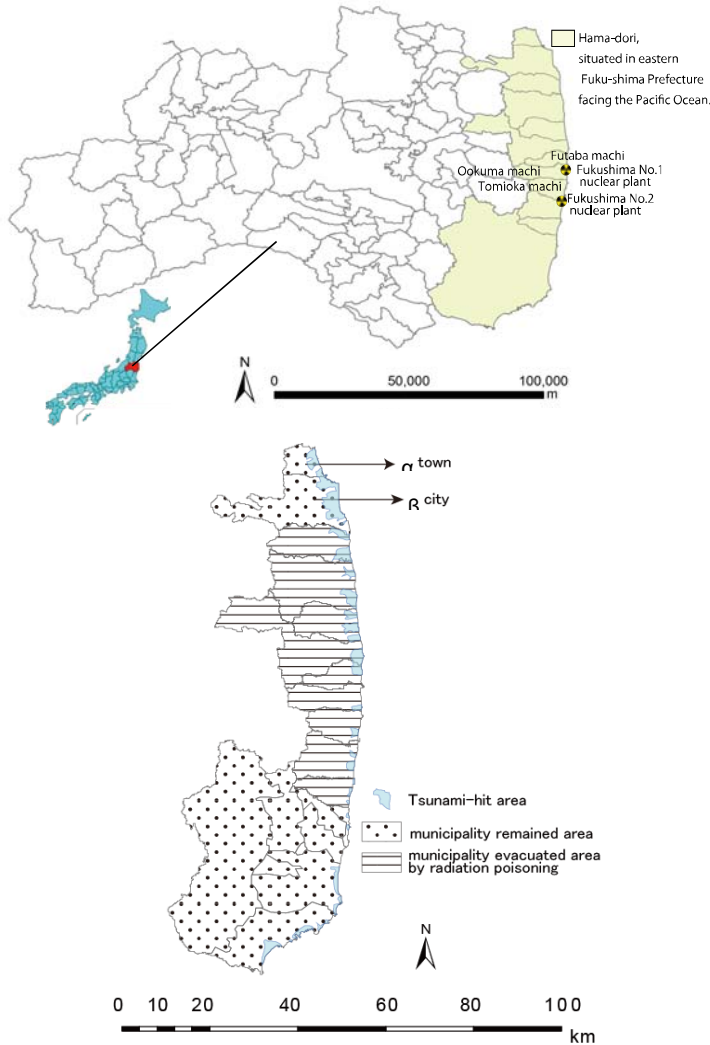 Hama-dori,
situated in eastern
Fuku-shima Prefecture
facing the Pacific Ocean.
Futaba machi
Ookuma machi
Fukushima No.1
nuclear plant
Tomioka machi
Fukushima No.2
nuclear plant
N
0 50,000 100,000
m
α town
β city
Tsunami-hit area
municipality remained area
municipality evacuated area
by radiation poisoning
N
0 10 20 40 60 80 100
km